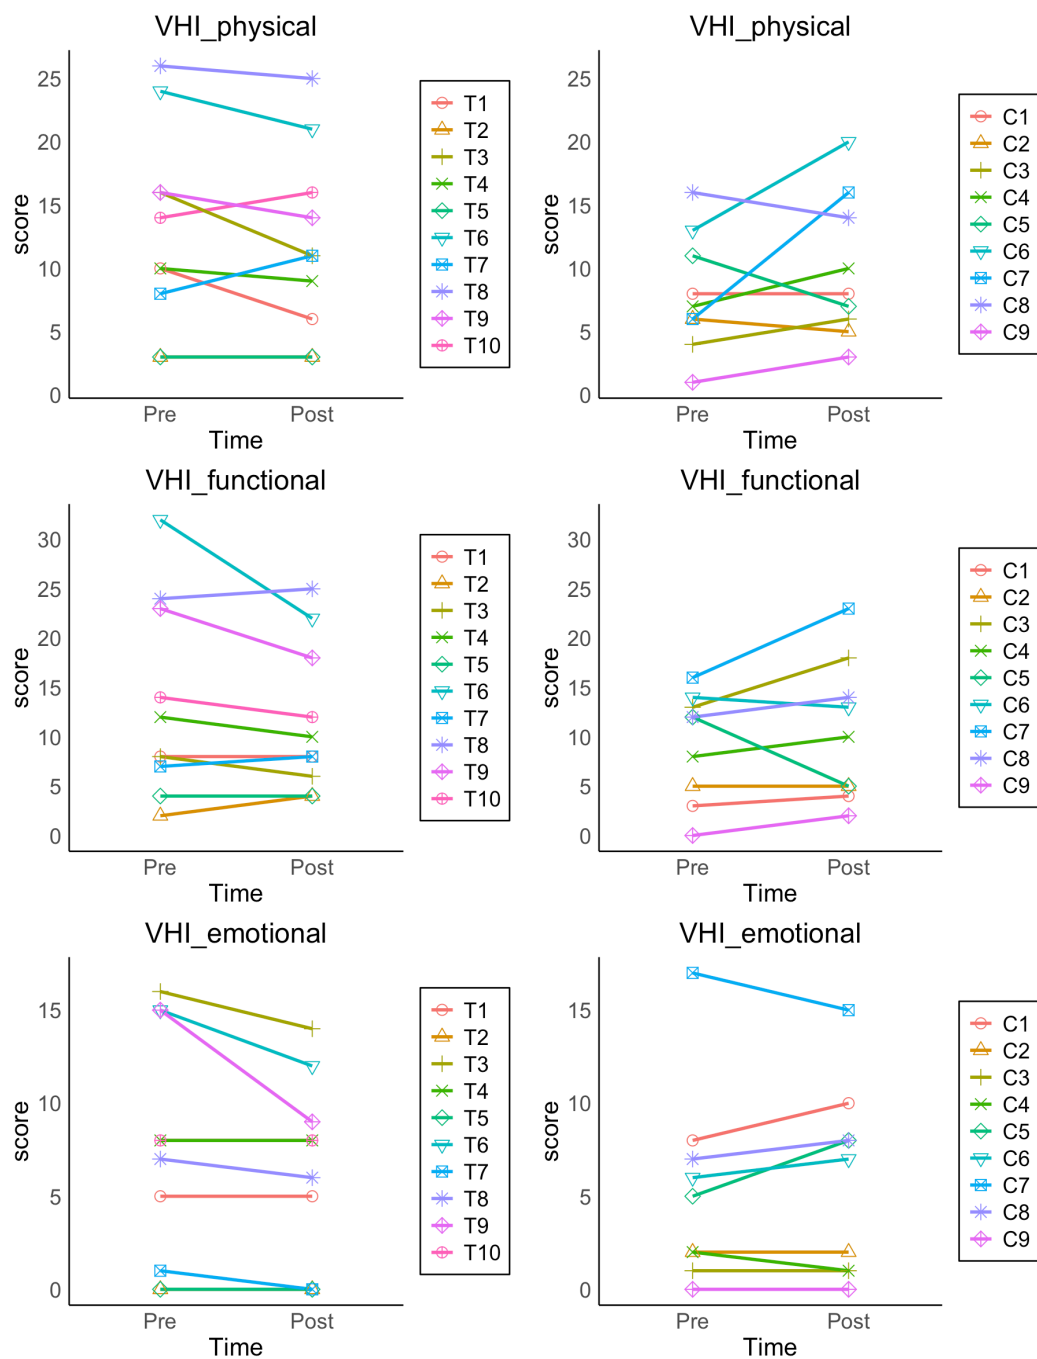 VHI_physical
score
25
20
15
10
5
0
Pre Post
Time
T1
T2
T3
T4
T5
T6
T7
T8
T9
T10
VHI_physical
score
25
20
15
10
5
0
Pre Post
Time
C1
C2
C3
C4
C5
C6
C7
C8
C9
VHI_functional
score
30
25
20
15
10
5
0
Pre Post
Time
T1
T2
T3
T4
T5
T6
T7
T8
T9
T10
VHI_functional
score
30
25
20
15
10
5
0
Pre Post
Time
C1
C2
C3
C4
C5
C6
C7
C8
C9
VHI_emotional
score
15
10
5
0
Pre Post
Time
T1
T2
T3
T4
T5
T6
T7
T8
T9
T10
VHI_emotional
score
15
10
5
0
Pre Post
Time
C1
C2
C3
C4
C5
C6
C7
C8
C9